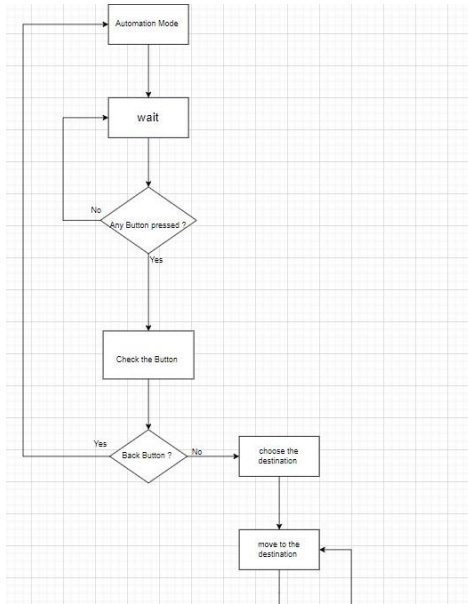 Automation Mode
wait
No
Any Button pressed ?
Yes
Check the Button
Yes
Back Button ?
No
choose the
destination
move to the
destination